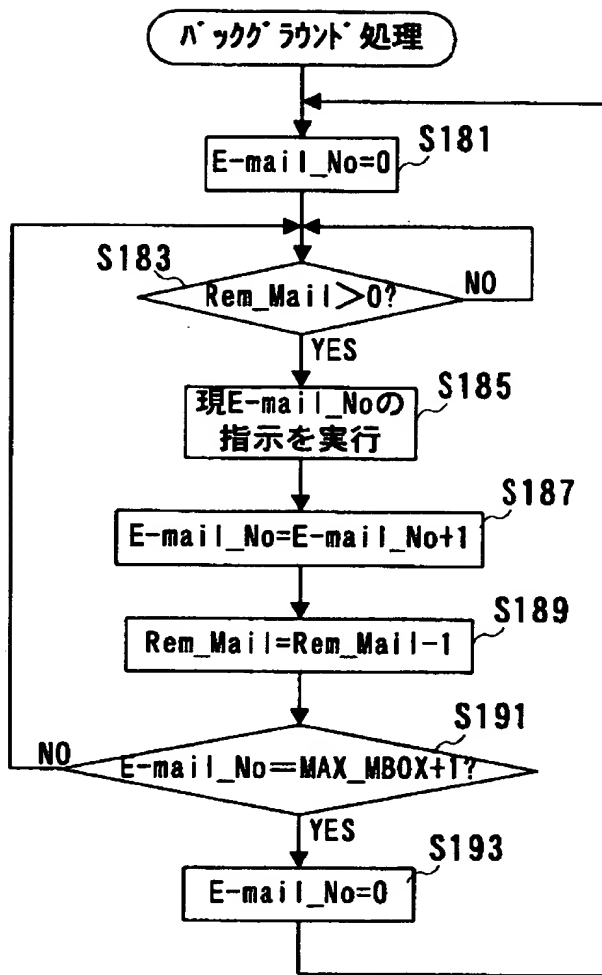 バックグラウンド処理
S181
E-mail_No=0
S183
Rem_Mail>0?
NO
YES
S185
現E-mail_Noの
指示を実行
S187
E-mail_No=E-mail_No+1
S189
Rem_Mail=Rem_Mail-1
S191
NO
E-mail_No==MAX_MBOX+1?
YES
S193
E-mail_No=0